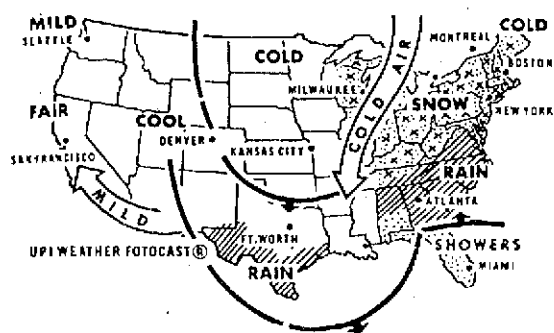 MILD
SEATTLE
COLD
MONTREAL
COLD
BOSTON
MILWAUKEE
COLD AIR
SNOW
NEW YORK
FAIR
COOL
DENVER
KANSAS CITY
SAN FRANCISCO
RAIN
ATLANTA
MILD
FT. WORTH
UPI WEATHER FOTOCAST ®
RAIN
SHOWERS
MIAMI